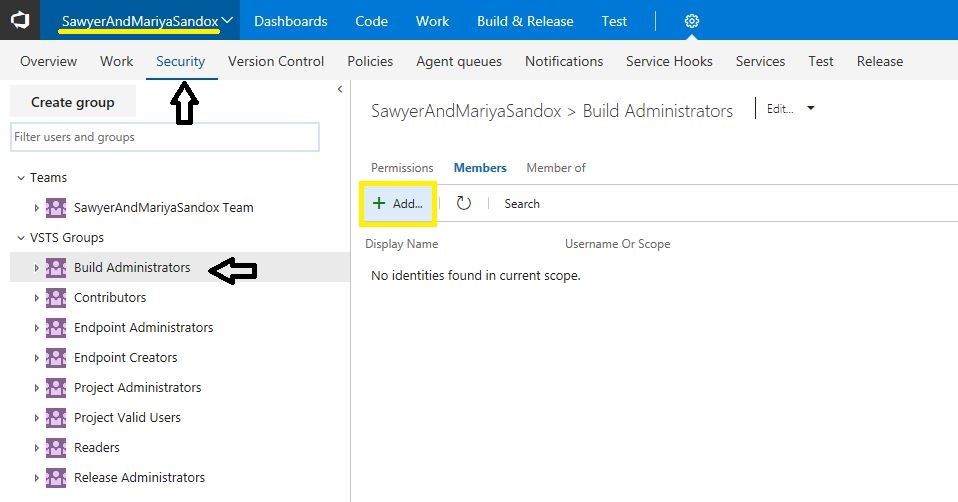 SawyerAndMariyaSandox Dashboards Code Work Build & Release Test
Overview Work Security Version Control Policies Agent queues Notifications Service Hooks Services Test Release
Create group
Filter users and groups
Teams
SawyerAndMariyaSandox Team
VSTS Groups
Build Administrators
Contributors
Endpoint Administrators
Endpoint Creators
Project Administrators
Project Valid Users
Readers
Release Administrators
SawyerAndMariyaSandox > Build Administrators Edit...
Permissions Members Member of
+ Add... Search
Display Name Username Or Scope
No identities found in current scope.